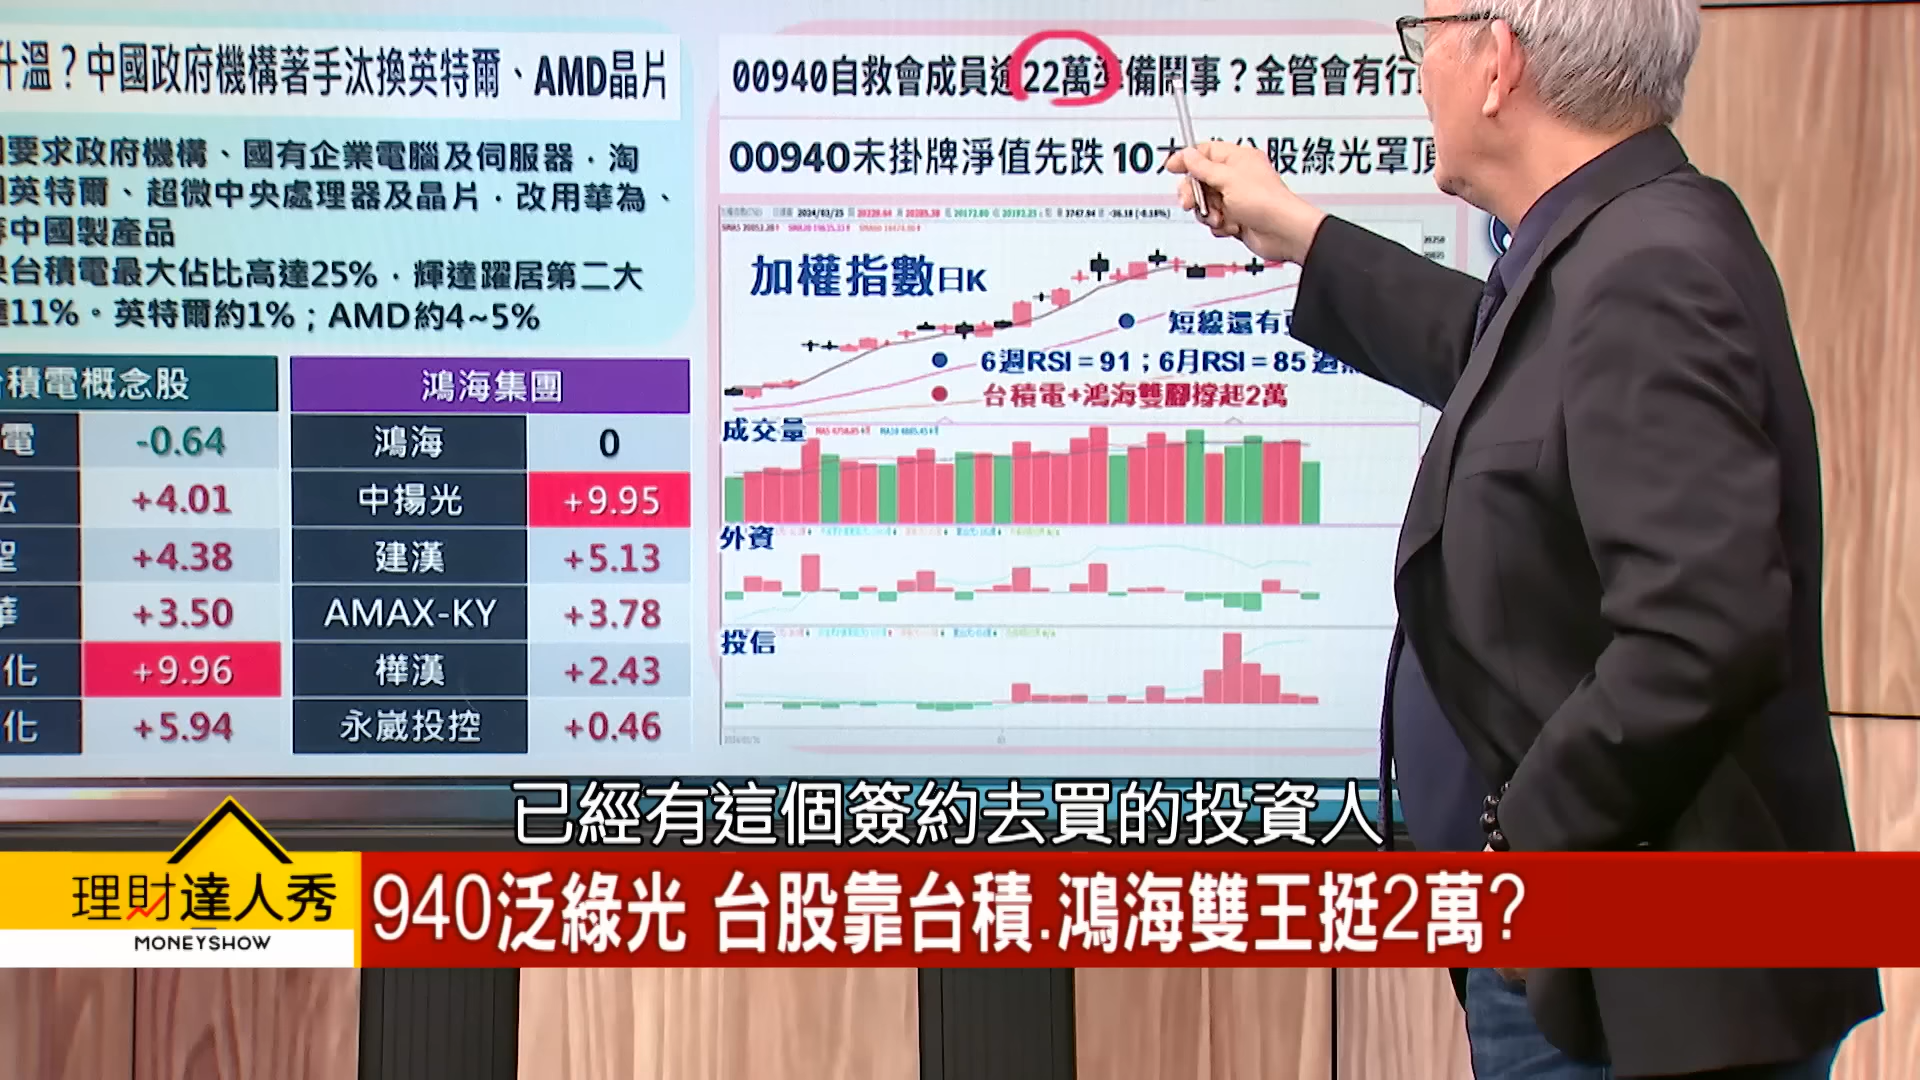 升溫？中國政府機構著手汰換英特爾、AMD晶片
要求政府機構、國有企業電腦及伺服器，淘
英特爾、超微中央處理器及晶片，改用華為、
中國製產品
台積電最大佔比高達25%，輝達躍居第二大
11%。英特爾約1%；AMD約4~5%
積電概念股
電 -0.64
+4.01
+4.38
+3.50
化 +9.96
化 +5.94
鴻海集團
鴻海 0
中揚光 +9.95
建漢 +5.13
AMAX-KY +3.78
樺漢 +2.43
永崴投控 +0.46
00940自救會成員逾22萬準備鬧事？金管會有行
00940未掛牌淨值先跌 10大成分股綠光罩頂
2024/03/25
加權指數日K
短線還有
6週RSI=91；6月RSI=85週
台積電+鴻海雙腳撐起2萬
成交量
外資
投信
已經有這個簽約去買的投資人
理財達人秀
MONEYSHOW
940泛綠光 台股靠台積.鴻海雙王挺2萬?